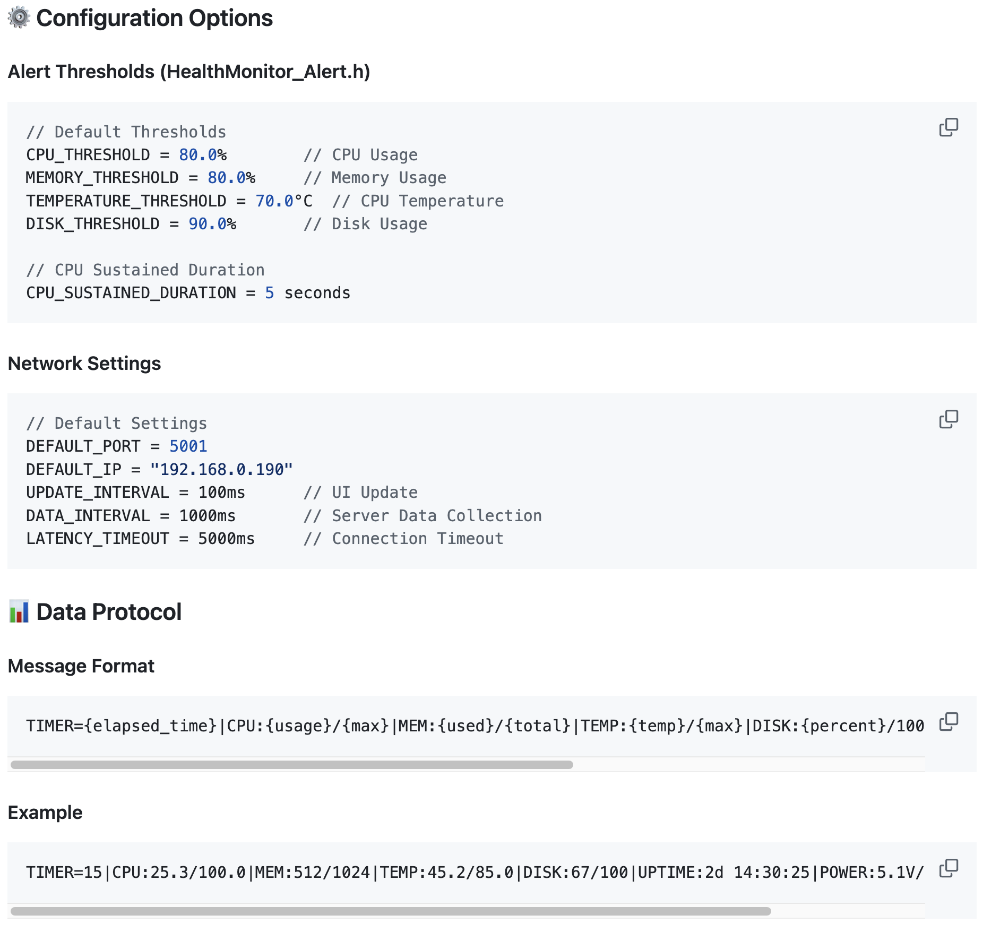 ⚙️ Configuration Options
Alert Thresholds (HealthMonitor_Alert.h)
// Default Thresholds
CPU_THRESHOLD = 80.0%        // CPU Usage
MEMORY_THRESHOLD = 80.0%     // Memory Usage
TEMPERATURE_THRESHOLD = 70.0°C  // CPU Temperature
DISK_THRESHOLD = 90.0%       // Disk Usage
// CPU Sustained Duration
CPU_SUSTAINED_DURATION = 5 seconds
Network Settings
// Default Settings
DEFAULT_PORT = 5001
DEFAULT_IP = "192.168.0.190"
UPDATE_INTERVAL = 100ms      // UI Update
DATA_INTERVAL = 1000ms       // Server Data Collection
LATENCY_TIMEOUT = 5000ms     // Connection Timeout
📊 Data Protocol
Message Format
TIMER={elapsed_time}|CPU:{usage}/{max}|MEM:{used}/{total}|TEMP:{temp}/{max}|DISK:{percent}/100
Example
TIMER=15|CPU:25.3/100.0|MEM:512/1024|TEMP:45.2/85.0|DISK:67/100|UPTIME:2d 14:30:25|POWER:5.1V/